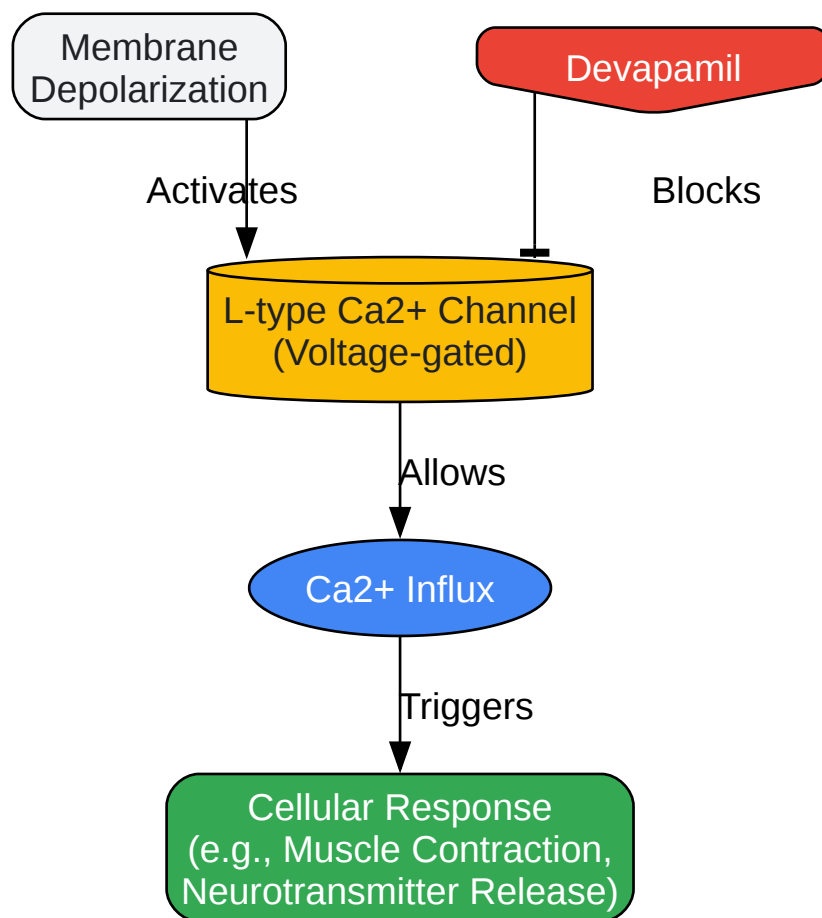 Membrane
Depolarization
Devapamil
Activates
Blocks
L-type Ca2+ Channel
(Voltage-gated)
Allows
Ca2+ Influx
Triggers
Cellular Response
(e.g., Muscle Contraction,
Neurotransmitter Release)